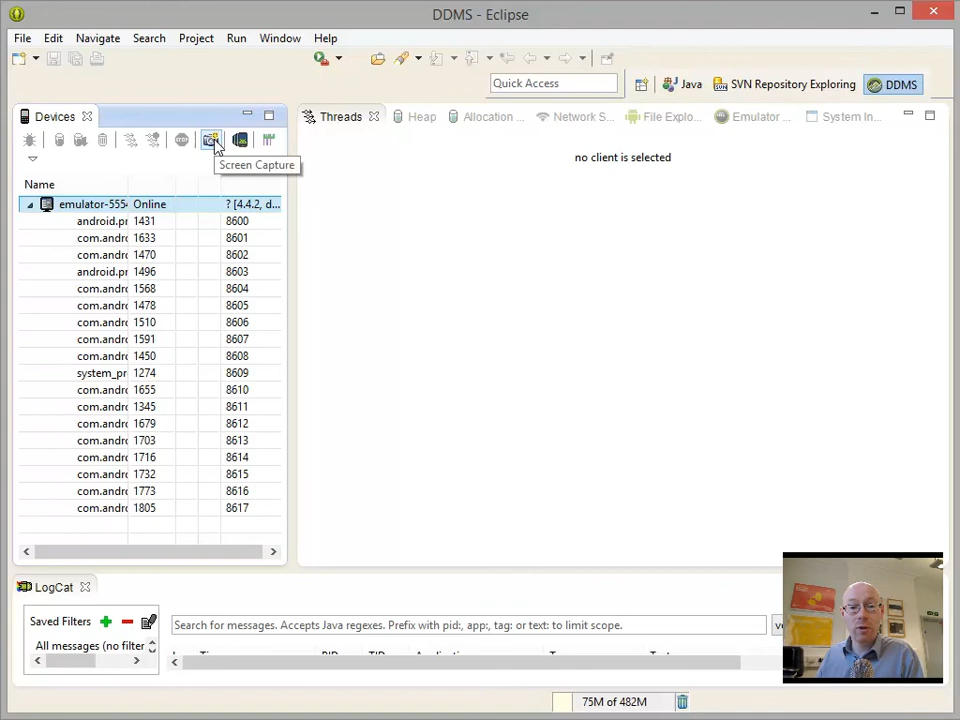 DDMS - Eclipse
File Edit Navigate Search Project Run Window Help
Quick Access Java SVN Repository Exploring DDMS
Devices
Threads Heap Allocation ... Network S... File Explo... Emulator ... System In...
Screen Capture
no client is selected
Name
emulator-5554 Online ? [4.4.2, d...
android.pr 1431 8600
com.andro 1633 8601
com.andro 1470 8602
android.pr 1496 8603
com.andro 1568 8604
com.andro 1478 8605
com.andro 1510 8606
com.andro 1591 8607
com.andro 1450 8608
system_pr 1274 8609
com.andro 1655 8610
com.andro 1345 8611
com.andro 1679 8612
com.andro 1703 8613
com.andro 1716 8614
com.andro 1732 8615
com.andro 1773 8616
com.andro 1805 8617
LogCat
Saved Filters
All messages (no filter
Search for messages. Accepts Java regexes. Prefix with pid:, app:, tag: or text: to limit scope.
75M of 482M